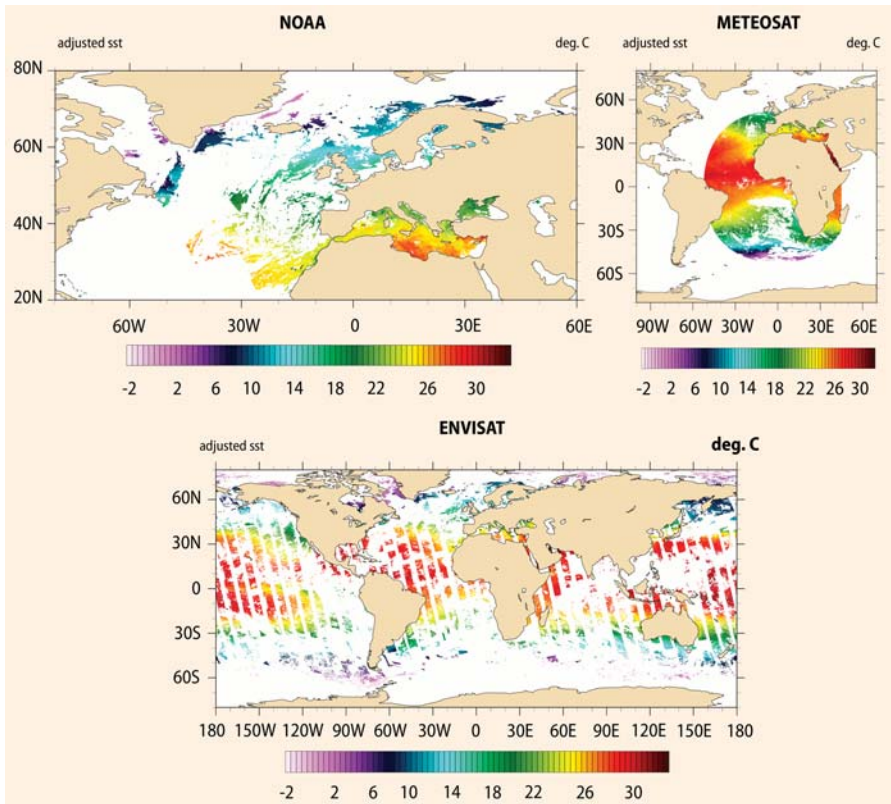 NOAA
adjusted sst deg. C
80N
60N
40N
20N
60W 30W 0 30E 60E
-2 2 6 10 14 18 22 26 30
METEOSAT
adjusted sst deg. C
60N
30N
0
30S
60S
90W 60W 30W 0 30E 60E
-2 2 6 10 14 18 22 26 30
ENVISAT
adjusted sst deg. C
60N
30N
0
30S
60S
180 150W 120W 90W 60W 30W 0 30E 60E 90E 120E 150E 180
-2 2 6 10 14 18 22 26 30